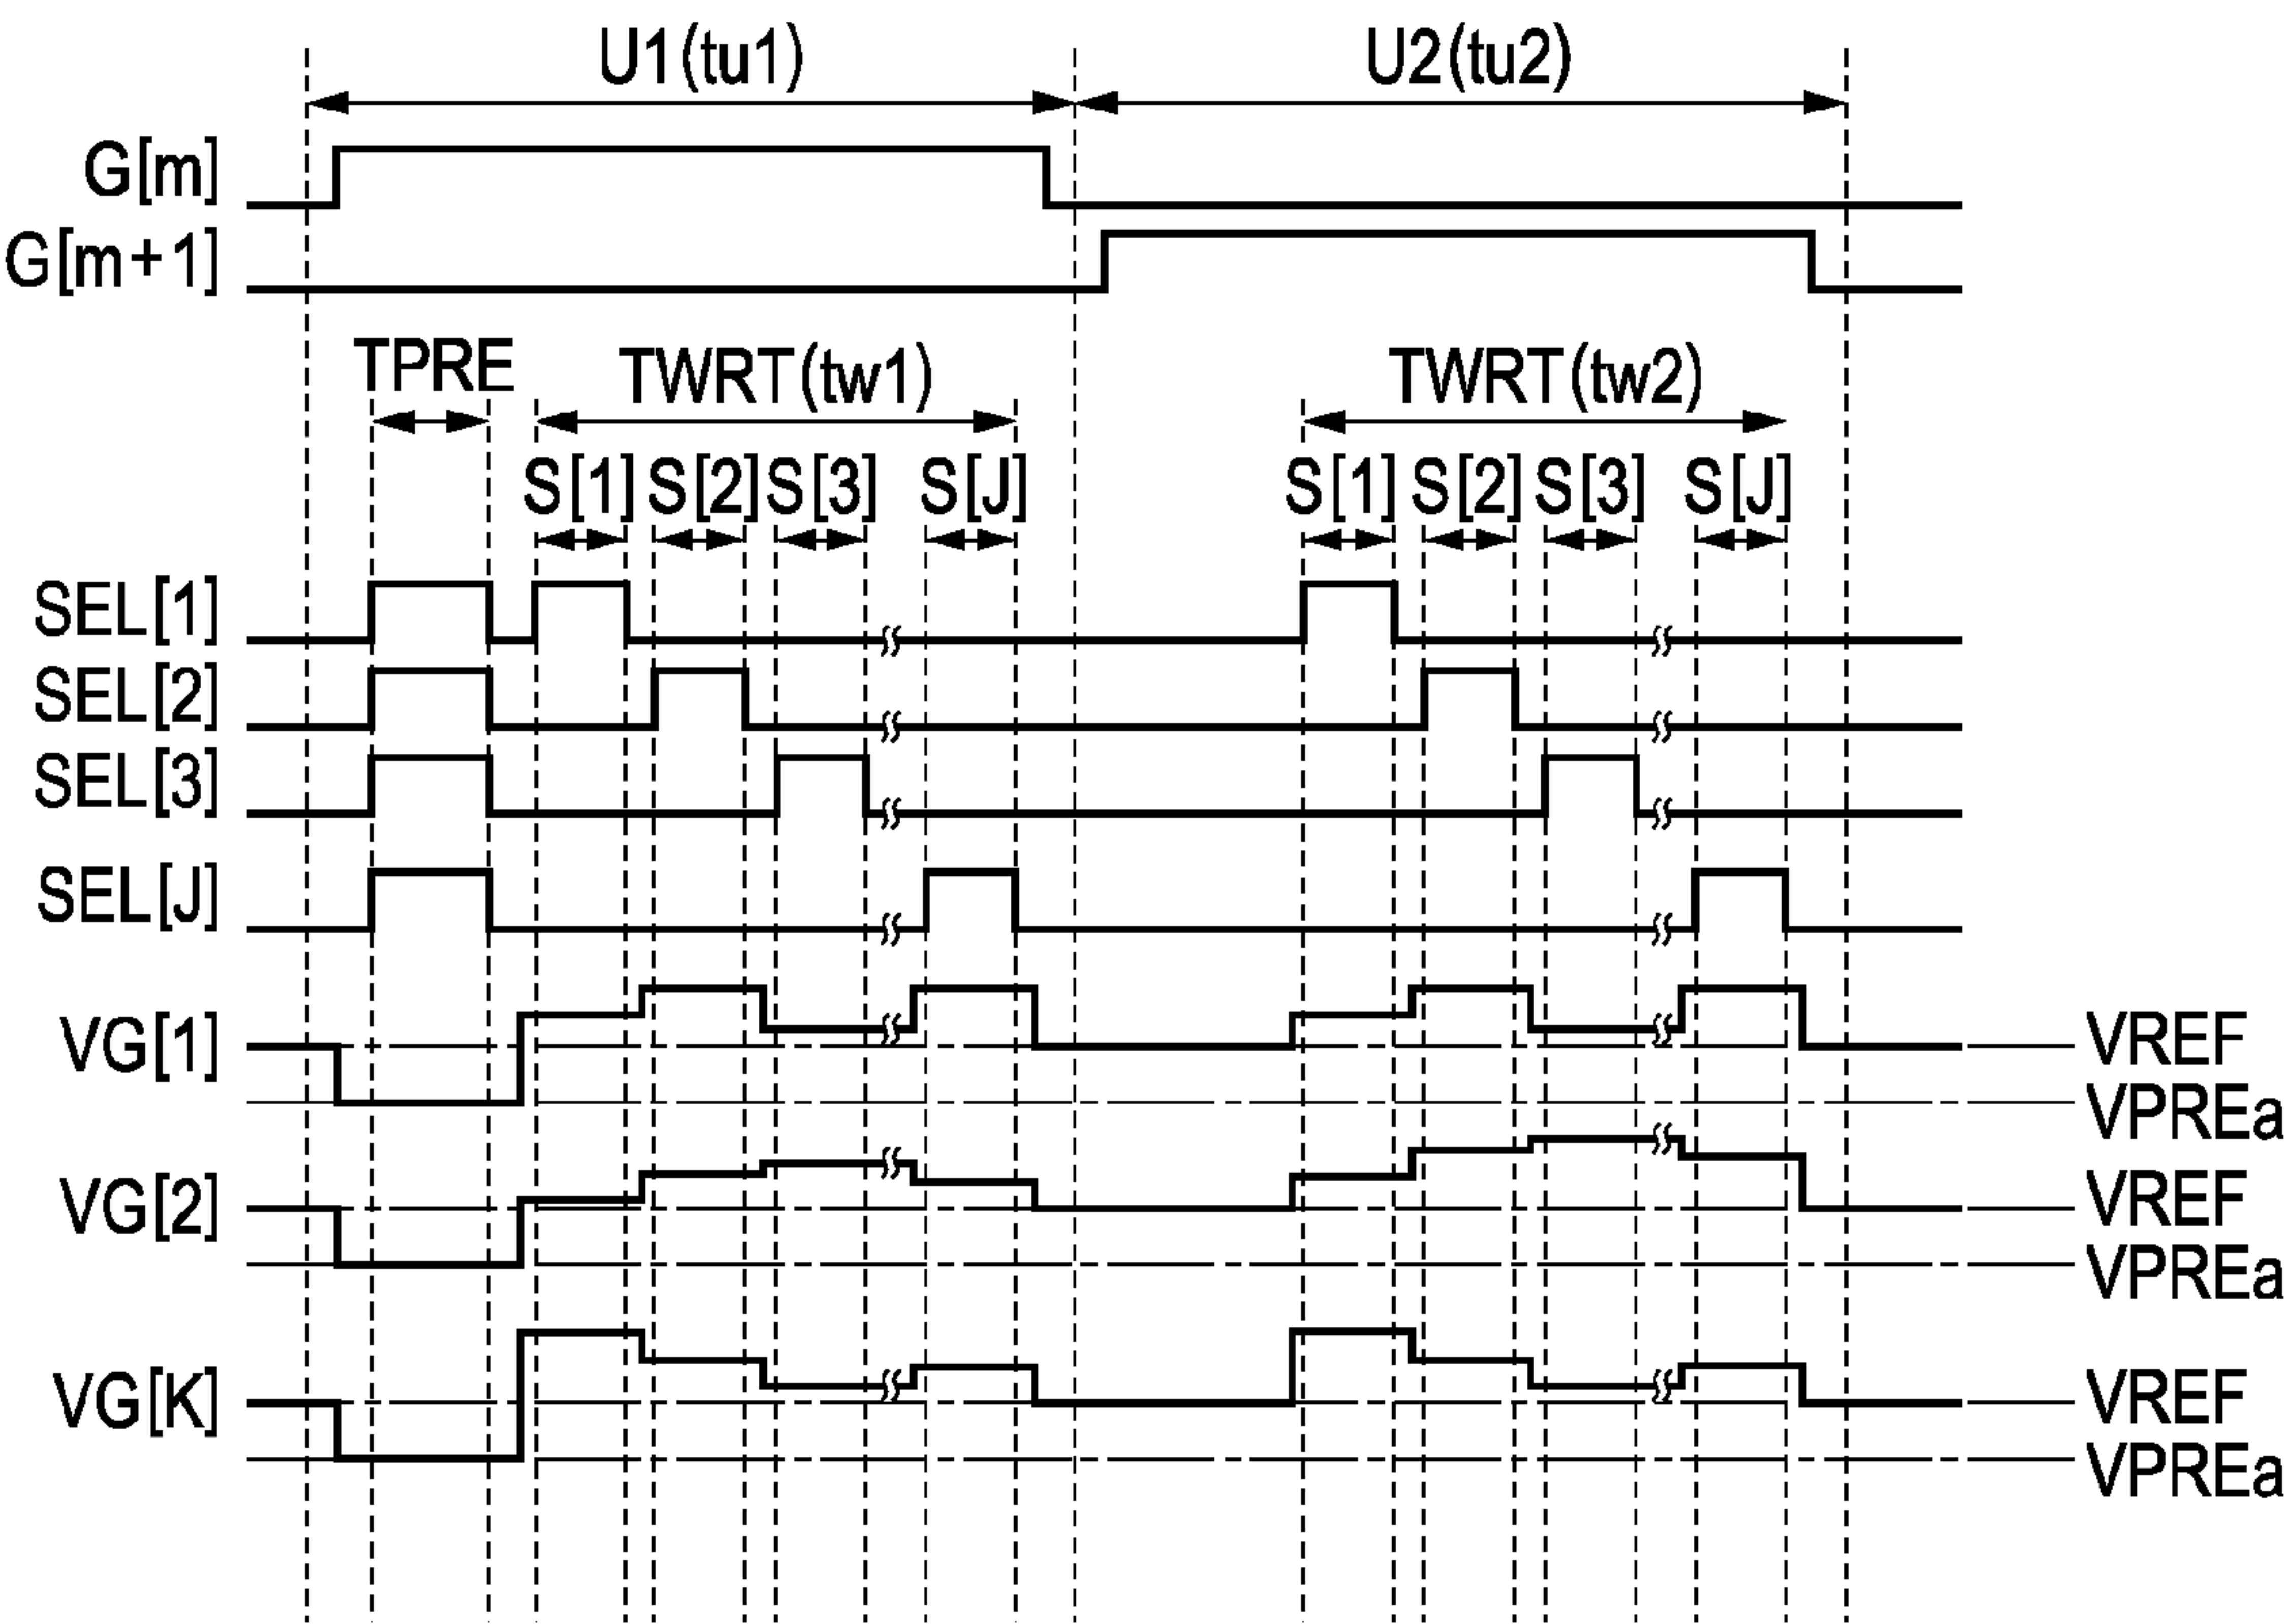 U1(tu1) U2(tu2)
G[m]
G[m+1]
TPRE TWRT(tw1) TWRT(tw2)
S[1] S[2] S[3] S[J] S[1] S[2] S[3] S[J]
SEL[1]
SEL[2]
SEL[3]
SEL[J]
VG[1] VREF
VPREa
VG[2] VREF
VPREa
VG[K] VREF
VPREa